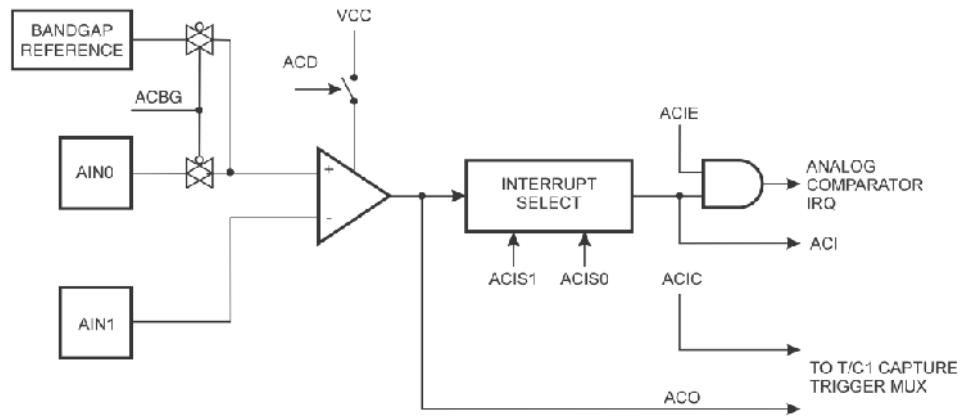 BANDGAP
REFERENCE
VCC
ACD
ACBG
ACIE
AIN0
+
-
INTERRUPT
SELECT
ANALOG
COMPARATOR
IRQ
ACI
ACIS1
ACIS0
ACIC
AIN1
TO T/C1 CAPTURE
TRIGGER MUX
ACO